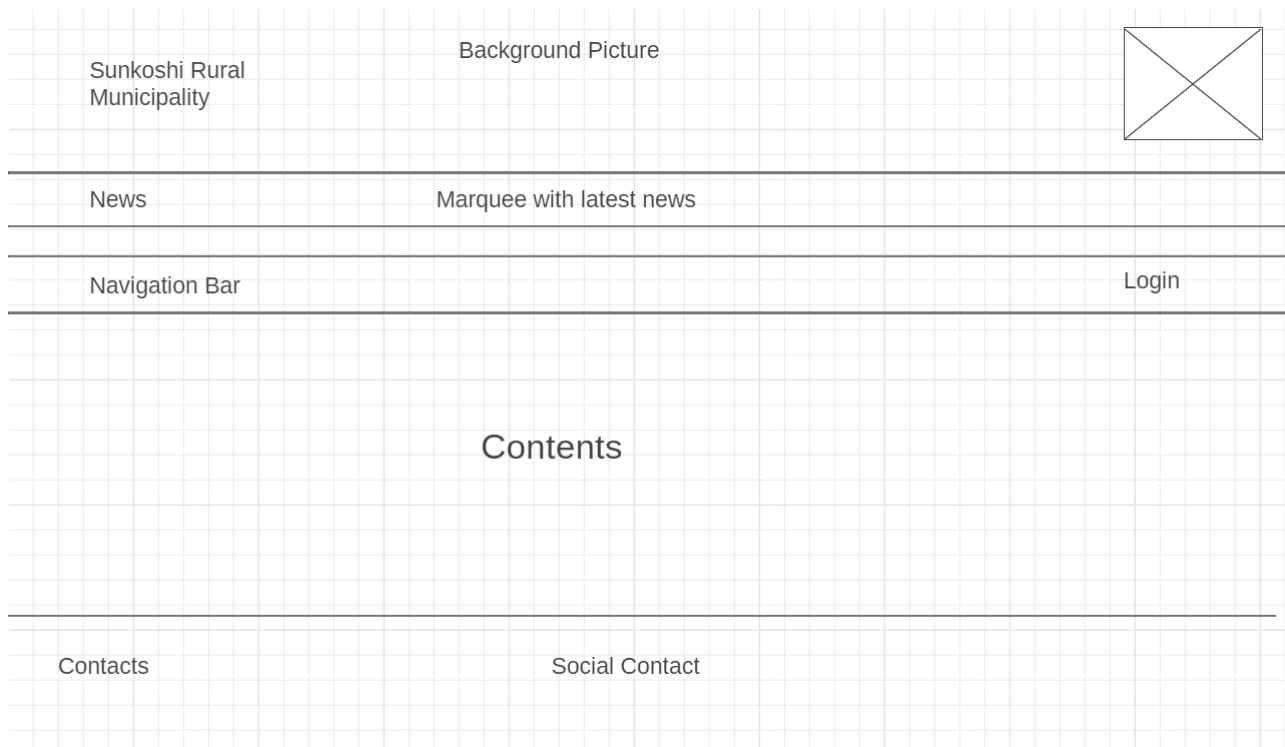 Background Picture
Sunkoshi Rural
Municipality
News
Marquee with latest news
Navigation Bar
Login
Contents
Contacts
Social Contact